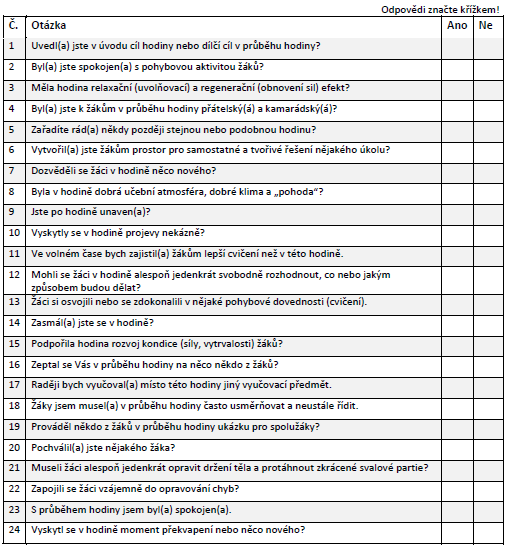 Odpovědi značte křížkem!
Č. Otázka Ano Ne
1 Uvedl(a) jste v úvodu cíl hodiny nebo dílčí cíl v průběhu hodiny?
2 Byl(a) jste spokojen(a) s pohybovou aktivitou žáků?
3 Měla hodina relaxační (uvolňovací) a regenerační (obnovení sil) efekt?
4 Byl(a) jste k žákům v průběhu hodiny přátelský(á) a kamarádský(á)?
5 Zařadíte rád(a) někdy později stejnou nebo podobnou hodinu?
6 Vytvořil(a) jste žákům prostor pro samostatné a tvořivé řešení nějakého úkolu?
7 Dozvěděli se žáci v hodině něco nového?
8 Byla v hodině dobrá učební atmosféra, dobré klima a „pohoda“?
9 Jste po hodině unaven(a)?
10 Vyskytly se v hodině projevy nekázně?
11 Ve volném čase bych zajistil(a) žákům lepší cvičení než v této hodině.
12 Mohli se žáci v hodině alespoň jedenkrát svobodně rozhodnout, co nebo jakým
způsobem budou dělat?
13 Žáci si osvojili nebo se zdokonalili v nějaké pohybové dovednosti (cvičení).
14 Zasmál(a) jste se v hodině?
15 Podpořila hodina rozvoj kondice (síly, vytrvalosti) žáků?
16 Zeptal se Vás v průběhu hodiny na něco někdo z žáků?
17 Raději bych vyučoval(a) místo této hodiny jiný vyučovací předmět.
18 Žáky jsem musel(a) v průběhu hodiny často usměrňovat a neustále řídit.
19 Prováděl někdo z žáků v průběhu hodiny ukázku pro spolužáky?
20 Pochválil(a) jste nějakého žáka?
21 Museli žáci alespoň jedenkrát opravit držení těla a protáhnout zkrácené svalové partie?
22 Zapojili se žáci vzájemně do opravování chyb?
23 S průběhem hodiny jsem byl(a) spokojen(a).
24 Vyskytl se v hodině moment překvapení nebo něco nového?